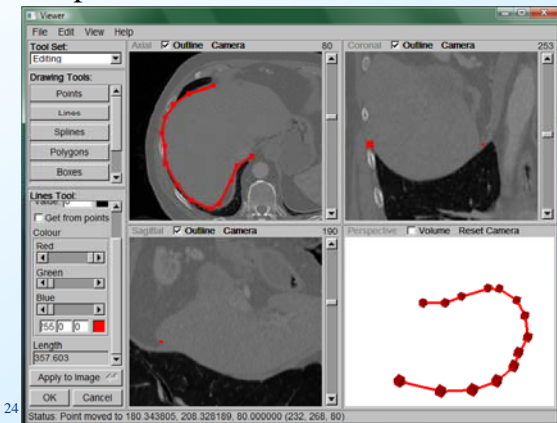 Viewer
File Edit View Help
Tool Set:
Editing
Drawing Tools:
Points
Lines
Splines
Polygons
Boxes
Lines Tool:
Get from points
Colour
Red
Green
Blue
255 0 0
Length
357.603
Apply to Image
OK Cancel
Axial Outline Camera 80
Coronal Outline Camera 253
Sagittal Outline Camera 190
Perspective Volume Reset Camera
Status: Point moved to 180.343805, 208.328189, 80.000000 (232, 268, 80)
24